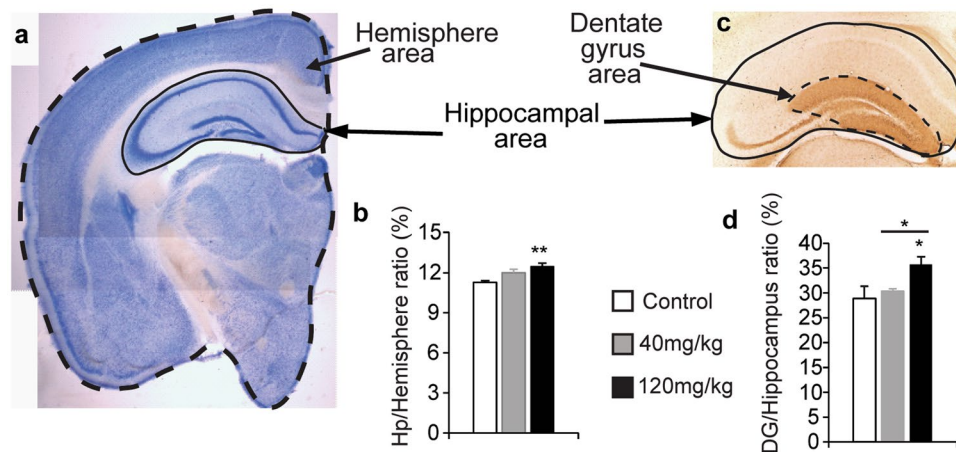 a
Hemisphere
area
Hippocampal
area
c
Dentate
gyrus
area
b
Hp/Hemisphere ratio (%)
15
12
9
6
3
0
**
Control
40mg/kg
120mg/kg
d
DG/Hippocampus ratio (%)
40
35
30
25
20
15
10
5
0
*
*